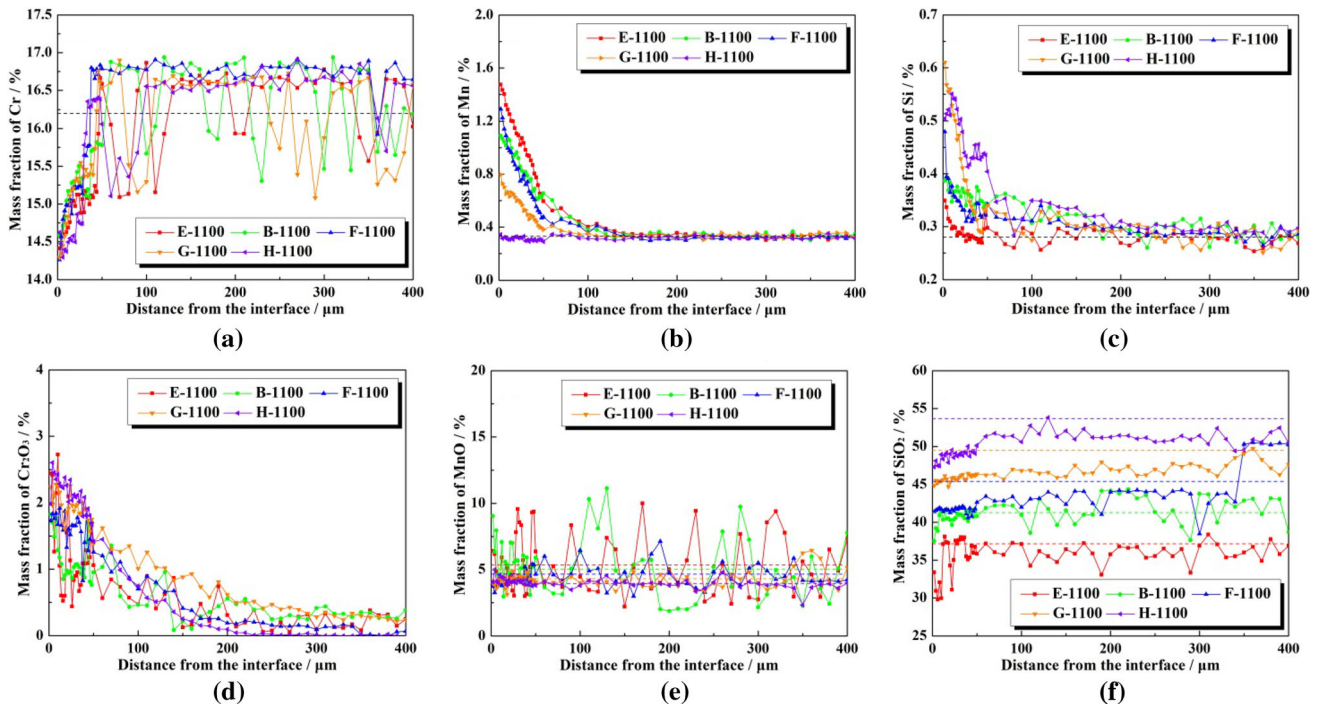 17.5
17.0
16.5
16.0
15.5
15.0
14.5
14.0
Mass fraction of Cr / %
E-1100 B-1100 F-1100
G-1100 H-1100
0 100 200 300 400
Distance from the interface / µm
(a)
2.0
1.6
1.2
0.8
0.4
0.0
Mass fraction of Mn / %
E-1100 B-1100 F-1100
G-1100 H-1100
0 100 200 300 400
Distance from the interface / µm
(b)
0.7
0.6
0.5
0.4
0.3
0.2
Mass fraction of Si / %
E-1100 B-1100 F-1100
G-1100 H-1100
0 100 200 300 400
Distance from the interface / µm
(c)
4
3
2
1
0
Mass fraction of Cr₂O₃ / %
E-1100 B-1100 F-1100
G-1100 H-1100
0 100 200 300 400
Distance from the interface / µm
(d)
20
15
10
5
0
Mass fraction of MnO / %
E-1100 B-1100 F-1100
G-1100 H-1100
0 100 200 300 400
Distance from the interface / µm
(e)
60
55
50
45
40
35
30
25
Mass fraction of SiO₂ / %
E-1100 B-1100 F-1100
G-1100 H-1100
0 100 200 300 400
Distance from the interface / µm
(f)